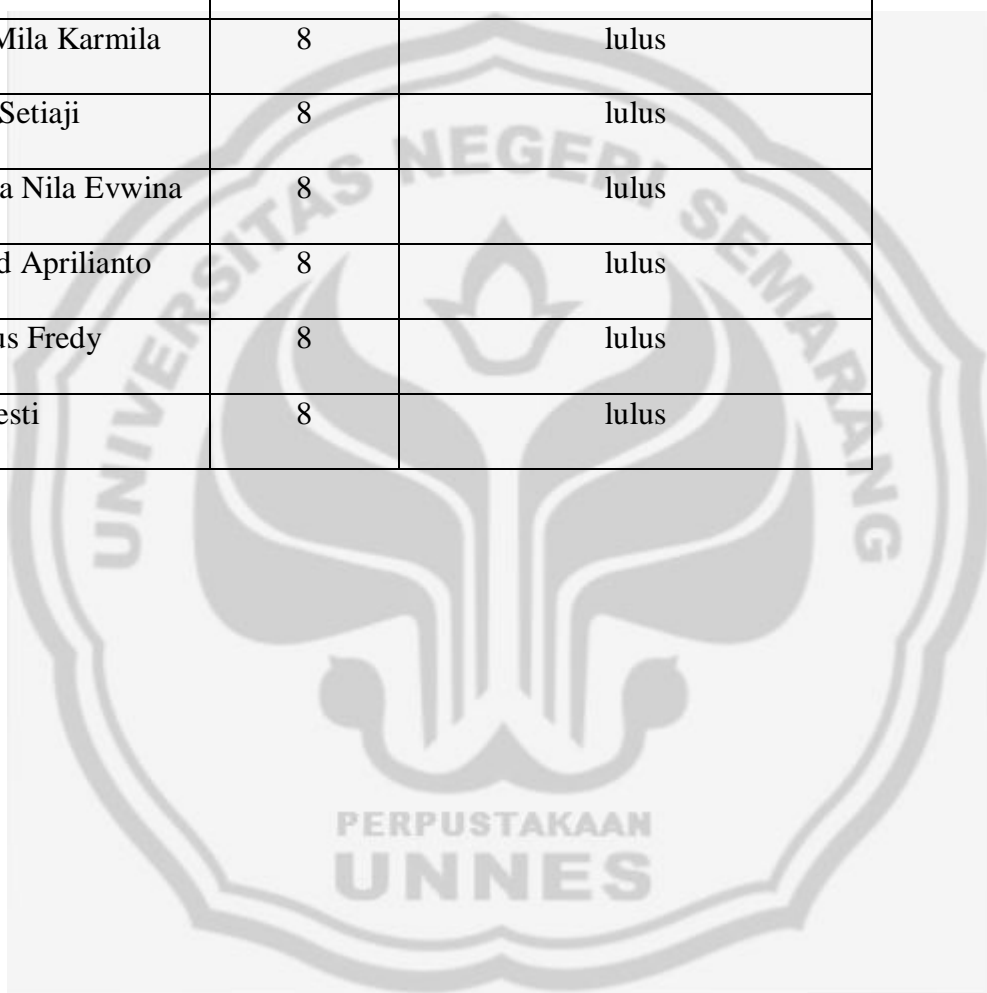 Mila Karmila 8 lulus
Setiaji 8 lulus
a Nila Evwina 8 lulus
d Aprilianto 8 lulus
us Fredy 8 lulus
esti 8 lulus
UNIVERSITAS NEGERI SEMARANG
PERPUSTAKAAN
UNNES